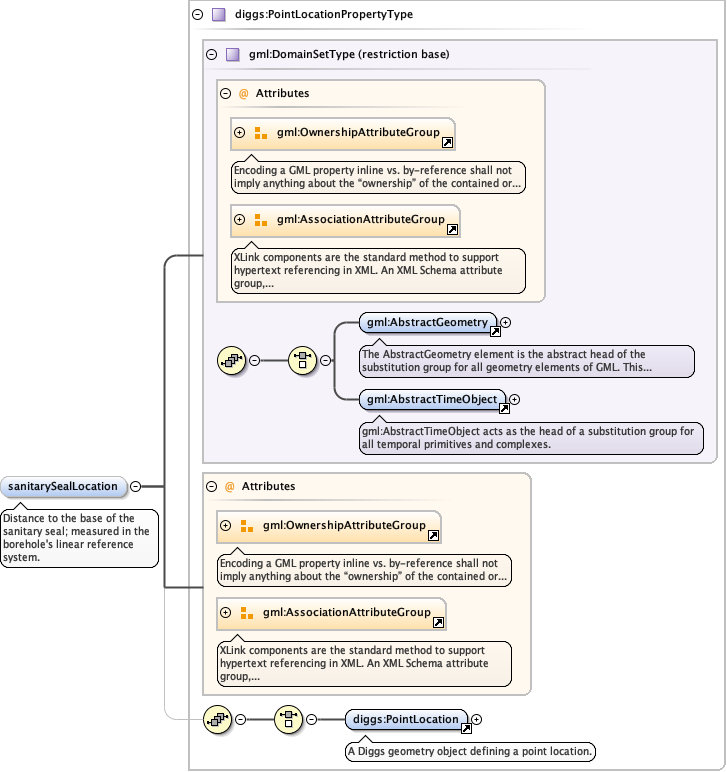 diggs:PointLocationPropertyType
gml:DomainSetType (restriction base)
@ Attributes
gml:OwnershipAttributeGroup
Encoding a GML property inline vs. by-reference shall not
imply anything about the “ownership” of the contained or...
gml:AssociationAttributeGroup
XLink components are the standard method to support
hypertext referencing in XML. An XML Schema attribute
group,...
gml:AbstractGeometry
The AbstractGeometry element is the abstract head of the
substitution group for all geometry elements of GML. This...
gml:AbstractTimeObject
gml:AbstractTimeObject acts as the head of a substitution group for
all temporal primitives and complexes.
sanitarySealLocation
Distance to the base of the
sanitary seal; measured in the
borehole's linear reference
system.
@ Attributes
gml:OwnershipAttributeGroup
Encoding a GML property inline vs. by-reference shall not
imply anything about the “ownership” of the contained or...
gml:AssociationAttributeGroup
XLink components are the standard method to support
hypertext referencing in XML. An XML Schema attribute
group,...
diggs:PointLocation
A Diggs geometry object defining a point location.